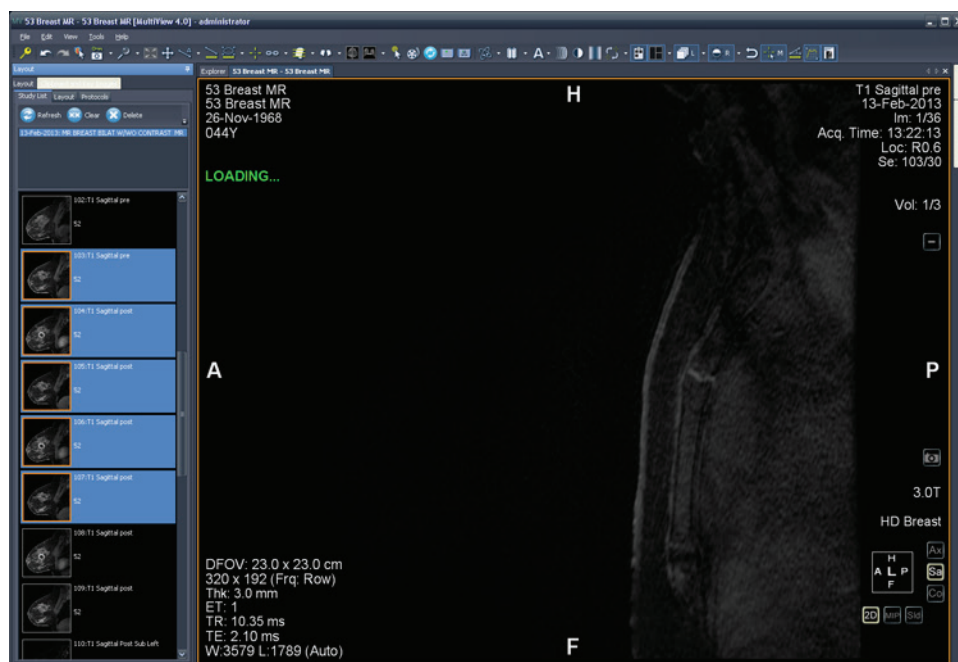 53 Breast MR - 53 Breast MR [MultiView 4.0] - administrator
File Edit View Tools Help
Layout
Explorer 53 Breast MR - 53 Breast MR
Layout
Study List Layout Protocols
Refresh Clear Delete
13-Feb-2013: MR BREAST BILAT W/WO CONTRAST MR
102:T1 Sagittal pre
52
103:T1 Sagittal pre
52
104:T1 Sagittal post
52
105:T1 Sagittal post
52
106:T1 Sagittal post
52
107:T1 Sagittal post
52
108:T1 Sagittal post
52
109:T1 Sagittal post
52
110:T1 Sagittal Post Sub Left
53 Breast MR
53 Breast MR
26-Nov-1968
044Y
LOADING...
H
T1 Sagittal pre
13-Feb-2013
Im: 1/36
Acq. Time: 13:22:13
Loc: R0.6
Se: 103/30
Vol: 1/3
A
P
3.0T
HD Breast
DFOV: 23.0 x 23.0 cm
320 x 192 (Frq: Row)
Thk: 3.0 mm
ET: 1
TR: 10.35 ms
TE: 2.10 ms
W:3579 L:1789 (Auto)
F
H
A L P
F
Ax
Sa
Co
2D MIP Sld